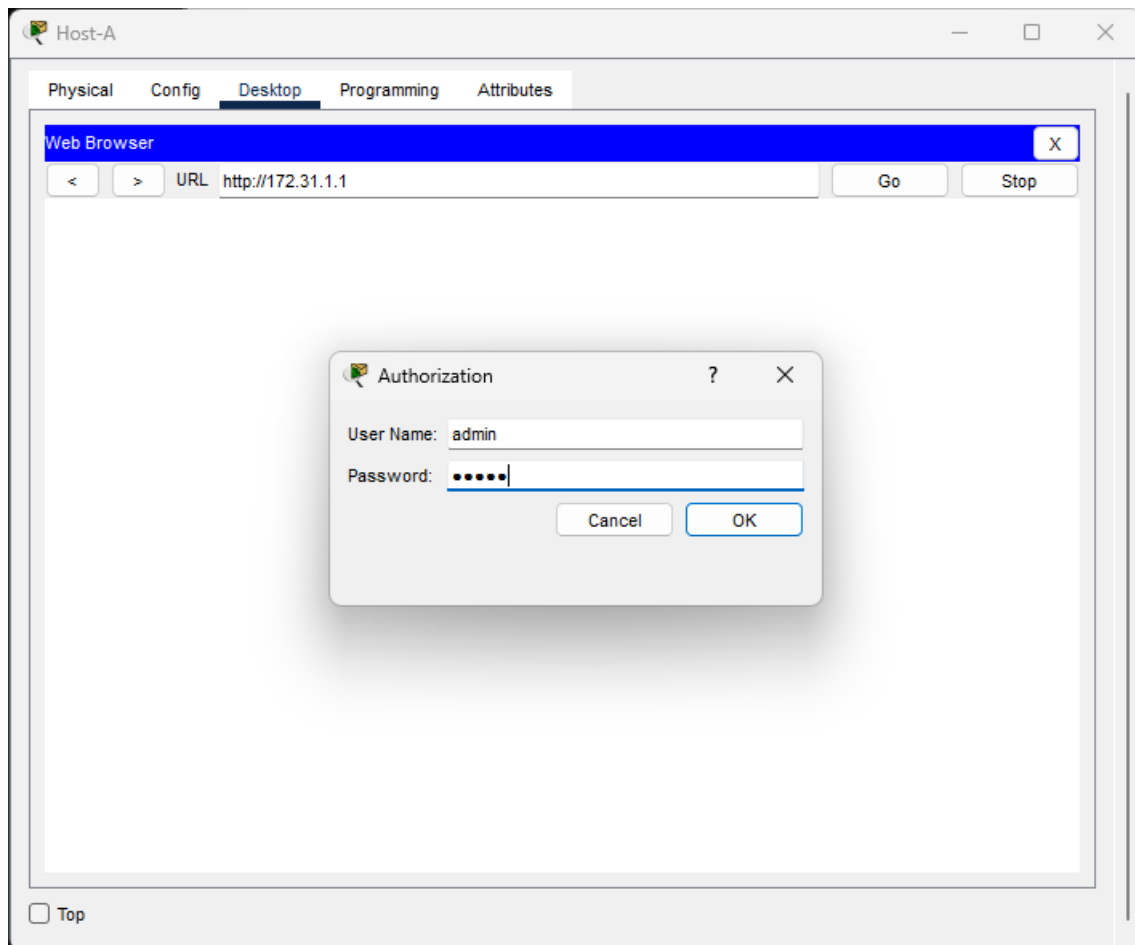 Host-A
Physical Config Desktop Programming Attributes
Web Browser X
< > URL http://172.31.1.1 Go Stop
Authorization ?
User Name: admin
Password: •••••
Cancel OK
Top